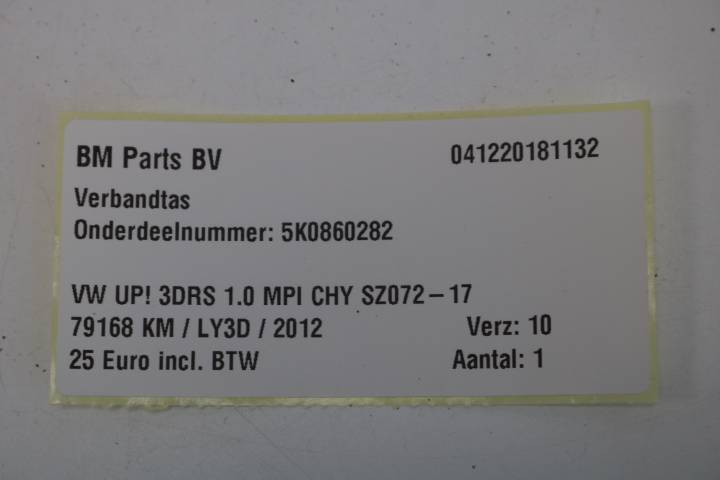 BM Parts BV 041220181132
Verbandtas
Onderdeelnummer: 5K0860282
VW UP! 3DRS 1.0 MPI CHY SZ072-17
79168 KM / LY3D / 2012 Verz: 10
25 Euro incl. BTW Aantal: 1